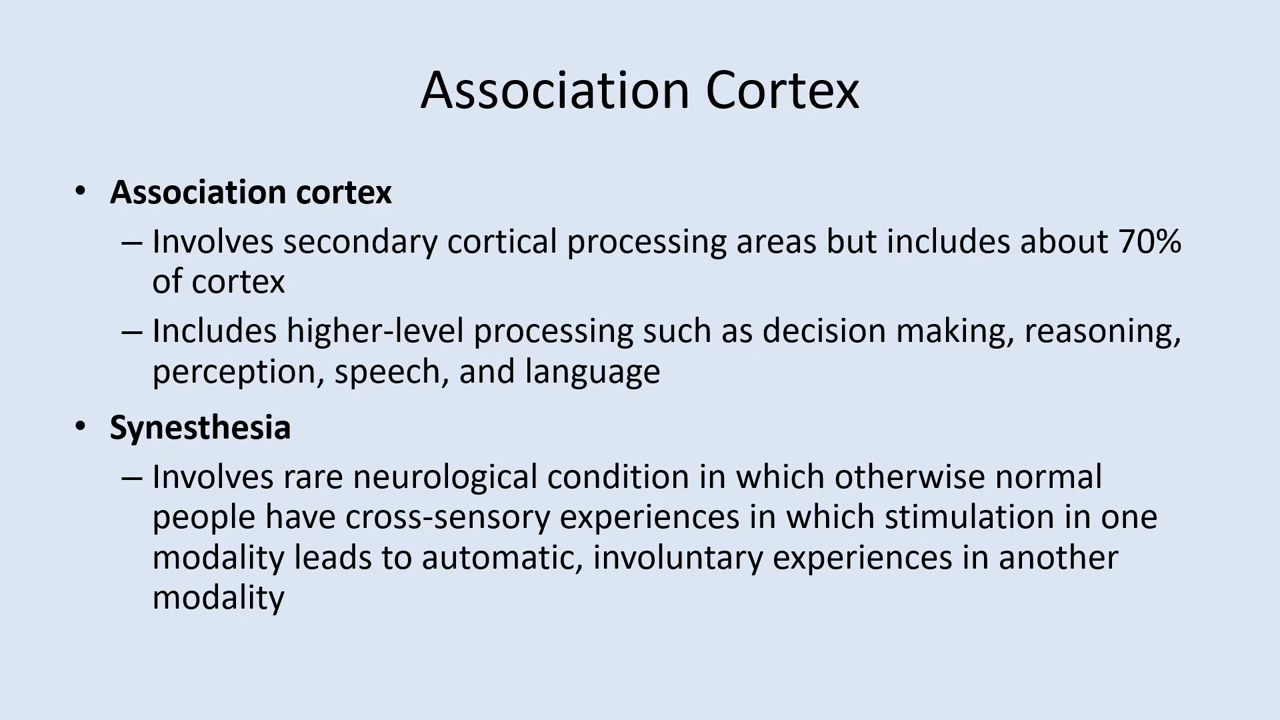 Association Cortex
• Association cortex
– Involves secondary cortical processing areas but includes about 70%
of cortex
– Includes higher-level processing such as decision making, reasoning,
perception, speech, and language
• Synesthesia
– Involves rare neurological condition in which otherwise normal
people have cross-sensory experiences in which stimulation in one
modality leads to automatic, involuntary experiences in another
modality